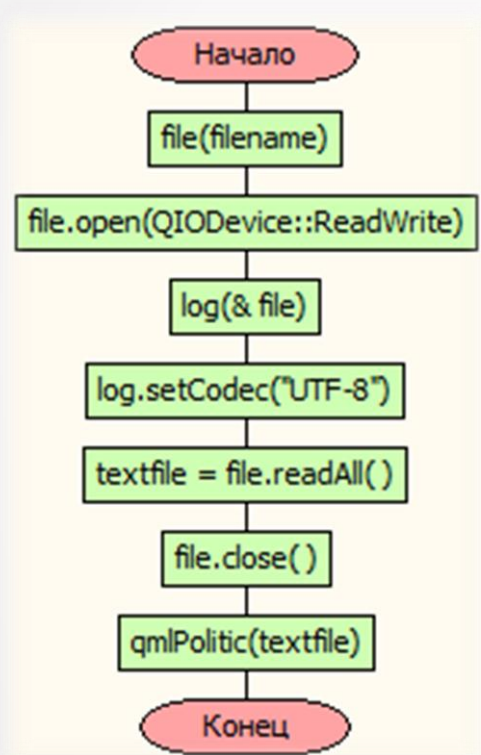 Начало
file(filename)
file.open(QIODevice::ReadWrite)
log(& file)
log.setCodec("UTF-8")
textfile = file.readAll( )
file.close( )
qmlPolitic(textfile)
Конец